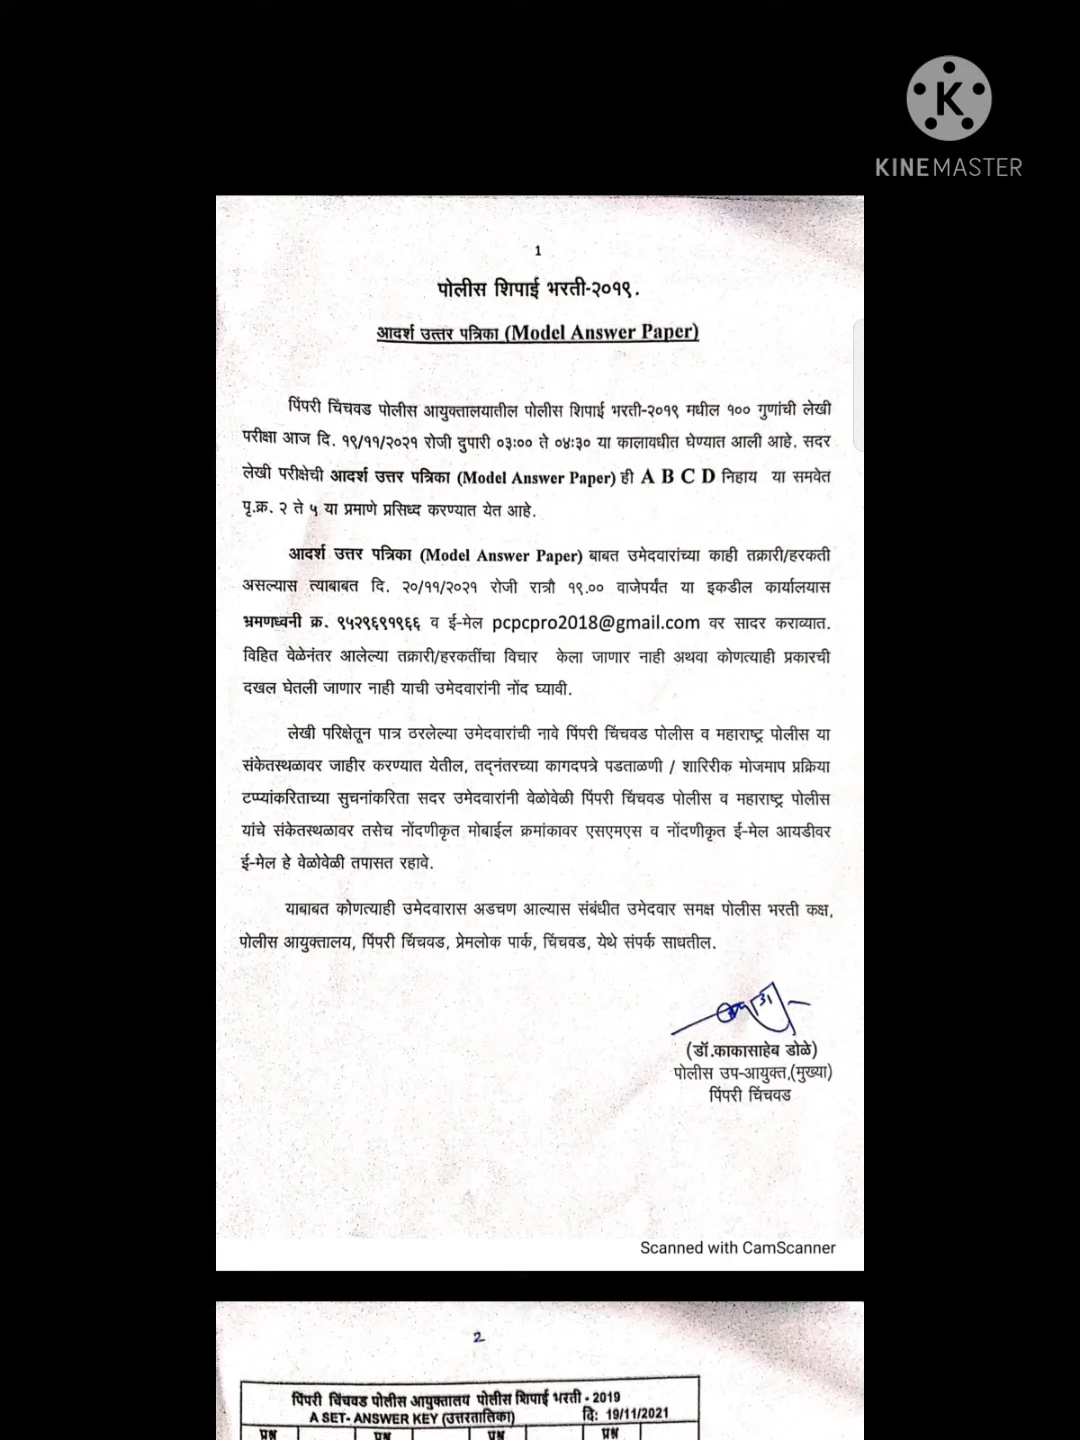 KINEMASTER
1
पोलीस शिपाई भरती-२०१९.
आदर्श उत्तर पत्रिका (Model Answer Paper)
पिंपरी चिंचवड पोलीस आयुक्तालयातील पोलीस शिपाई भरती-२०१९ मधील १०० गुणांची लेखी
परीक्षा आज दि. १९/११/२०२१ रोजी दुपारी ०३:०० ते ०४:३० या कालावधीत घेण्यात आली आहे. सदर
लेखी परीक्षेची आदर्श उत्तर पत्रिका (Model Answer Paper) ही A B C D निहाय या समवेत
पृ.क्र. २ ते ५ या प्रमाणे प्रसिध्द करण्यात येत आहे.
आदर्श उत्तर पत्रिका (Model Answer Paper) बाबत उमेदवारांच्या काही तक्रारी/हरकती
असल्यास त्याबाबत दि. २०/११/२०२१ रोजी रात्रौ १९.०० वाजेपर्यंत या इकडील कार्यालयास
भ्रमणध्वनी क्र. ९५२९६९१९६६ व ई-मेल pcpcpro2018@gmail.com वर सादर कराव्यात.
विहित वेळेनंतर आलेल्या तक्रारी/हरकतींचा विचार केला जाणार नाही अथवा कोणत्याही प्रकारची
दखल घेतली जाणार नाही याची उमेदवारांनी नोंद घ्यावी.
लेखी परिक्षेतून पात्र ठरलेल्या उमेदवारांची नावे पिंपरी चिंचवड पोलीस व महाराष्ट्र पोलीस या
संकेतस्थळावर जाहीर करण्यात येतील, तद्नंतरच्या कागदपत्रे पडताळणी / शारिरीक मोजमाप प्रक्रिया
टप्प्यांकरिताच्या सुचनांकरिता सदर उमेदवारांनी वेळोवेळी पिंपरी चिंचवड पोलीस व महाराष्ट्र पोलीस
यांचे संकेतस्थळावर तसेच नोंदणीकृत मोबाईल क्रमांकावर एसएमएस व नोंदणीकृत ई-मेल आयडीवर
ई-मेल हे वेळोवेळी तपासत रहावे.
याबाबत कोणत्याही उमेदवारास अडचण आल्यास संबंधीत उमेदवार समक्ष पोलीस भरती कक्ष,
पोलीस आयुक्तालय, पिंपरी चिंचवड, प्रेमलोक पार्क, चिंचवड, येथे संपर्क साधतील.
(डॉ.काकासाहेब डोळे)
पोलीस उप-आयुक्त,(मुख्या)
पिंपरी चिंचवड
Scanned with CamScanner
2
पिंपरी चिंचवड पोलीस आयुक्तालय पोलीस शिपाई भरती - 2019
A SET- ANSWER KEY (उत्तरतालिका) दि: 19/11/2021
प्रश्न प्रश्न प्रश्न प्रश्न